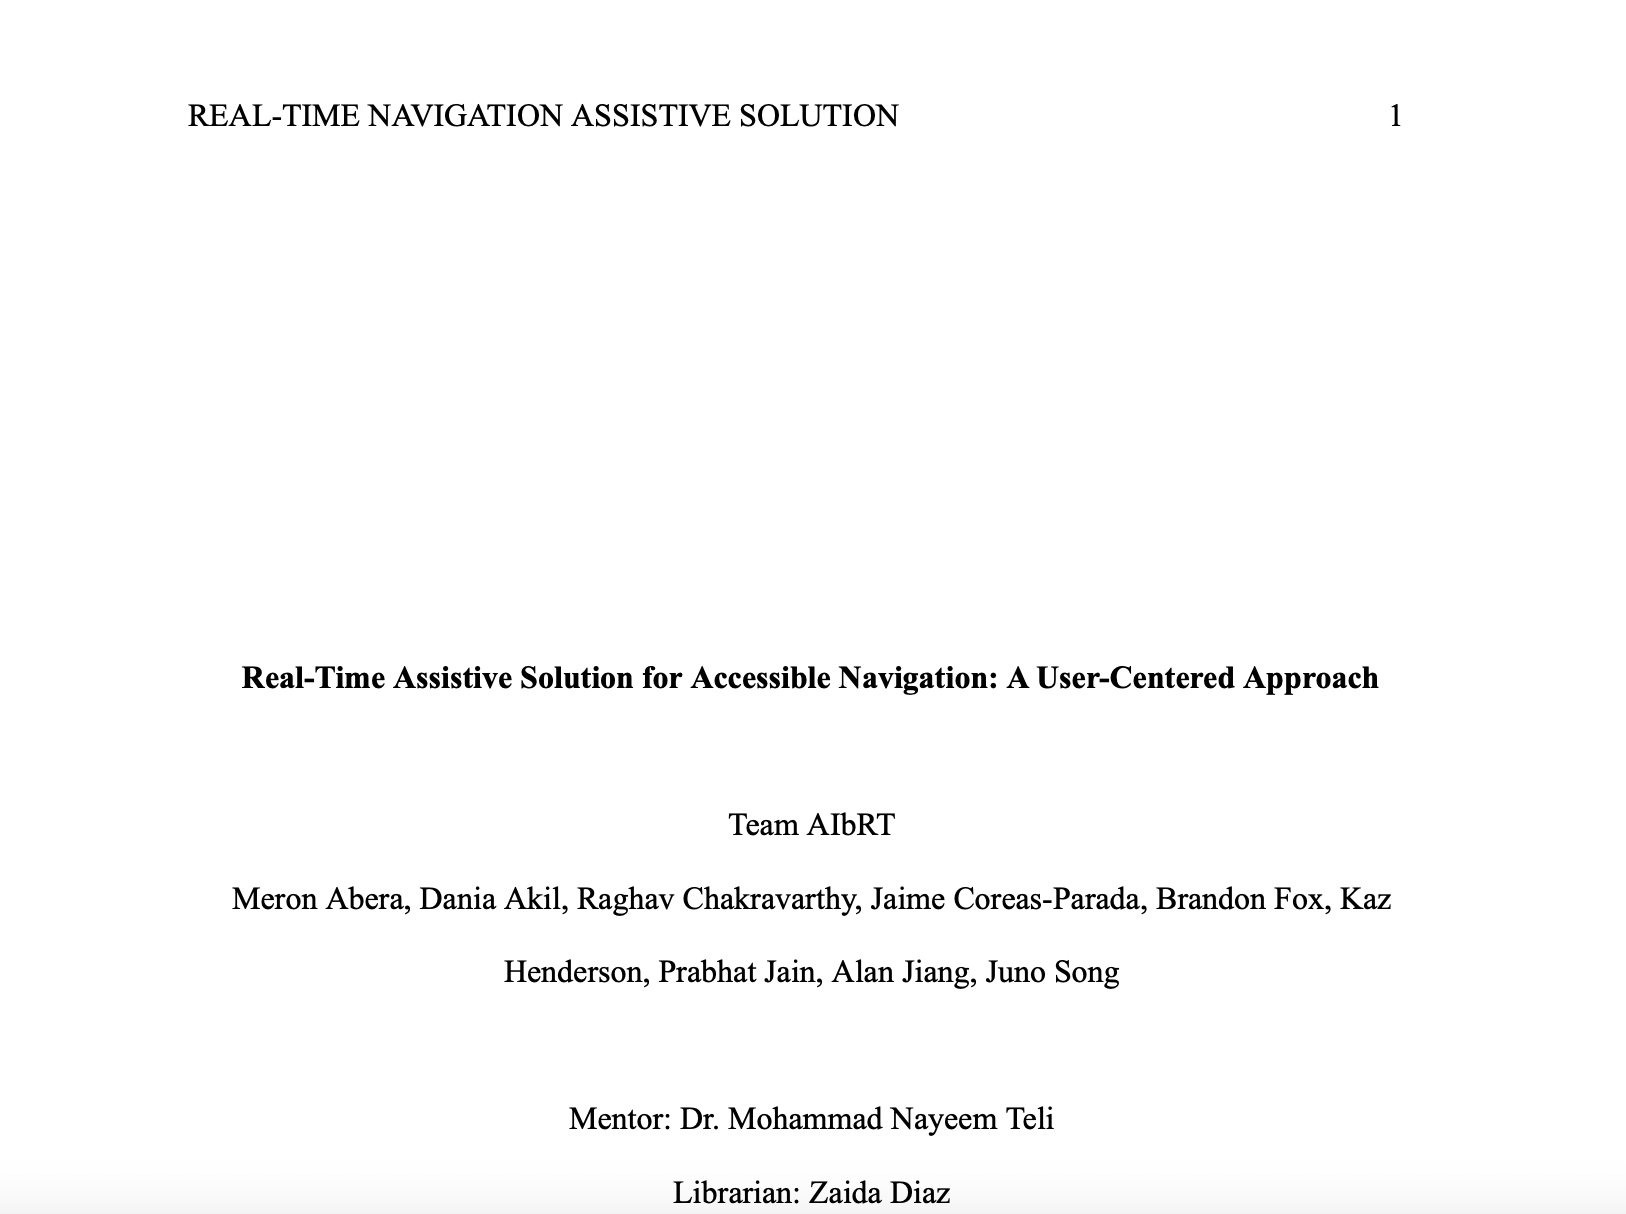 REAL-TIME NAVIGATION ASSISTIVE SOLUTION 1
Real-Time Assistive Solution for Accessible Navigation: A User-Centered Approach
Team AIbRT
Meron Abera, Dania Akil, Raghav Chakravarthy, Jaime Coreas-Parada, Brandon Fox, Kaz
Henderson, Prabhat Jain, Alan Jiang, Juno Song
Mentor: Dr. Mohammad Nayeem Teli
Librarian: Zaida Diaz